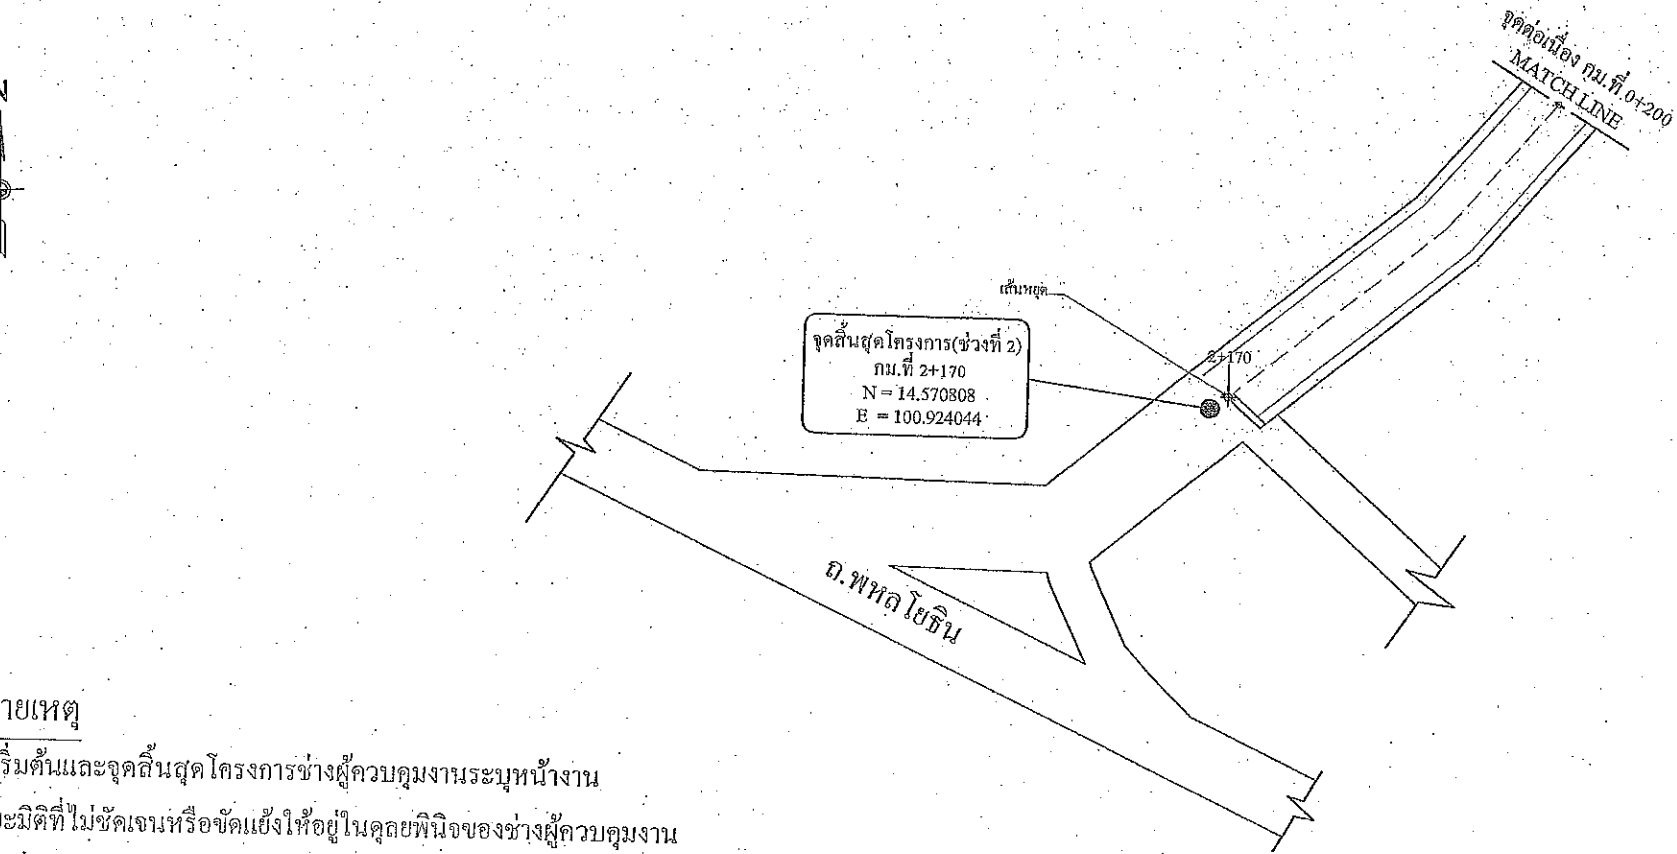 จุดต่อเนื่อง กม.ที่ 0+200
MATCH LINE
N
เส้นหยุด
จุดสิ้นสุดโครงการ(ช่วงที่ 2)
กม.ที่ 2+170
N = 14.570808
E = 100.924044
2+170
ถ.พหลโยธิน
ายเหตุ
ริ่มต้นและจุดสิ้นสุดโครงการช่างผู้ควบคุมงานระบุหน้างาน
ะมิติที่ไม่ชัดเจนหรือขัดแย้งให้อยู่ในดุลยพินิจของช่างผู้ควบคุมงาน